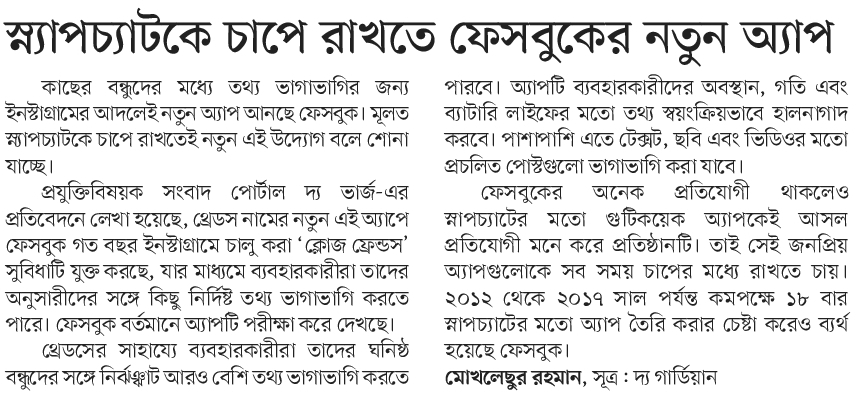 স্ন্যাপচ্যাটকে চাপে রাখতে ফেসবুকের নতুন অ্যাপ
কাছের বন্ধুদের মধ্যে তথ্য ভাগাভাগির জন্য
ইনস্টাগ্রামের আদলেই নতুন অ্যাপ আনছে ফেসবুক। মূলত
স্ন্যাপচ্যাটকে চাপে রাখতেই নতুন এই উদ্যোগ বলে শোনা
যাচ্ছে।
প্রযুক্তিবিষয়ক সংবাদ পোর্টাল দ্য ভার্জ-এর
প্রতিবেদনে লেখা হয়েছে, থ্রেডস নামের নতুন এই অ্যাপে
ফেসবুক গত বছর ইনস্টাগ্রামে চালু করা ‘ক্লোজ ফ্রেন্ডস’
সুবিধাটি যুক্ত করছে, যার মাধ্যমে ব্যবহারকারীরা তাদের
অনুসারীদের সঙ্গে কিছু নির্দিষ্ট তথ্য ভাগাভাগি করতে
পারে। ফেসবুক বর্তমানে অ্যাপটি পরীক্ষা করে দেখছে।
থ্রেডসের সাহায্যে ব্যবহারকারীরা তাদের ঘনিষ্ঠ
বন্ধুদের সঙ্গে নির্ঝঞ্ঝাট আরও বেশি তথ্য ভাগাভাগি করতে
পারবে। অ্যাপটি ব্যবহারকারীদের অবস্থান, গতি এবং
ব্যাটারি লাইফের মতো তথ্য স্বয়ংক্রিয়ভাবে হালনাগাদ
করবে। পাশাপাশি এতে টেক্সট, ছবি এবং ভিডিওর মতো
প্রচলিত পোস্টগুলো ভাগাভাগি করা যাবে।
ফেসবুকের অনেক প্রতিযোগী থাকলেও
স্নাপচ্যাটের মতো গুটিকয়েক অ্যাপকেই আসল
প্রতিযোগী মনে করে প্রতিষ্ঠানটি। তাই সেই জনপ্রিয়
অ্যাপগুলোকে সব সময় চাপের মধ্যে রাখতে চায়।
২০১২ থেকে ২০১৭ সাল পর্যন্ত কমপক্ষে ১৮ বার
স্নাপচ্যাটের মতো অ্যাপ তৈরি করার চেষ্টা করেও ব্যর্থ
হয়েছে ফেসবুক।
মোখলেছুর রহমান, সূত্র : দ্য গার্ডিয়ান